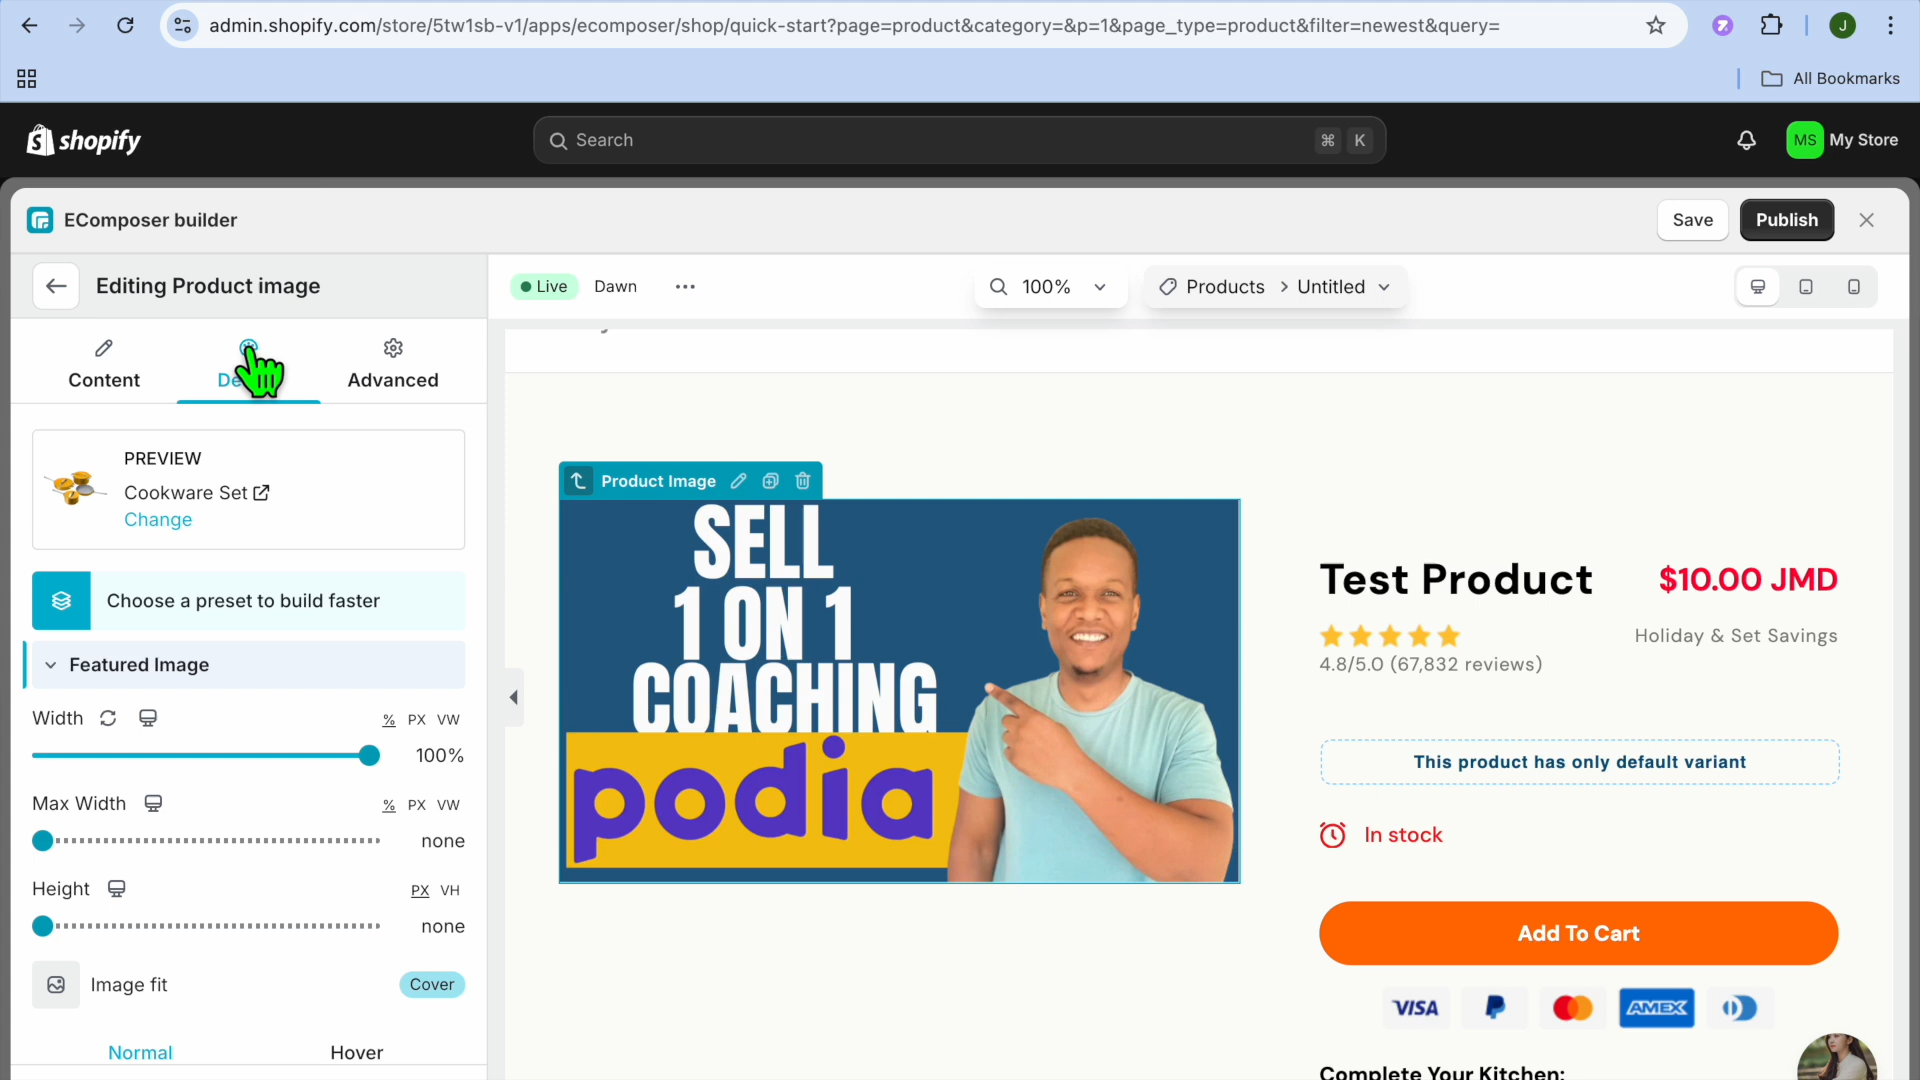 admin.shopify.com/store/5tw1sb-v1/apps/ecomposer/shop/quick-start?page=product&category=&p=1&page_type=product&filter=newest&query=
J
All Bookmarks
shopify
Search
⌘ K
MS My Store
EComposer builder
Save
Publish
Editing Product image
Live
Dawn
100%
Products
Untitled
Content
Advanced
PREVIEW
Cookware Set
Change
Choose a preset to build faster
Featured Image
Width
% PX VW
100%
Max Width
% PX VW
none
Height
PX VH
none
Image fit
Cover
Normal
Hover
Product Image
SELL
1 ON 1
COACHING
podia
Test Product
$10.00 JMD
4.8/5.0 (67,832 reviews)
Holiday & Set Savings
This product has only default variant
In stock
Add To Cart
VISA
AMEX
Complete Your Kitchen: